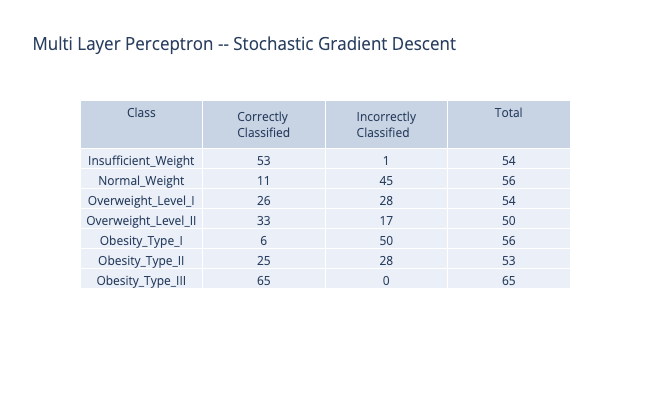 Multi Layer Perceptron -- Stochastic Gradient Descent
Class Correctly Classified Incorrectly Classified Total
Insufficient_Weight 53 1 54
Normal_Weight 11 45 56
Overweight_Level_I 26 28 54
Overweight_Level_II 33 17 50
Obesity_Type_I 6 50 56
Obesity_Type_II 25 28 53
Obesity_Type_III 65 0 65